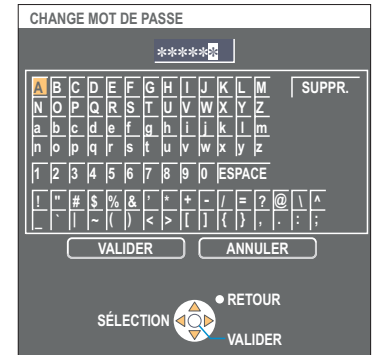 CHANGE MOT DE PASSE
******
A B C D E F G H I J K L M SUPPR.
N O P Q R S T U V W X Y Z
a b c d e f g h i j k l m
n o p q r s t u v w x y z
1 2 3 4 5 6 7 8 9 0 ESPACE
! " # $ % & ' * + - / = ? @ \ ^
_ ` | ~ ( ) < > [ ] { } , . : ;
VALIDER ANNULER
RETOUR
SÉLECTION
VALIDER